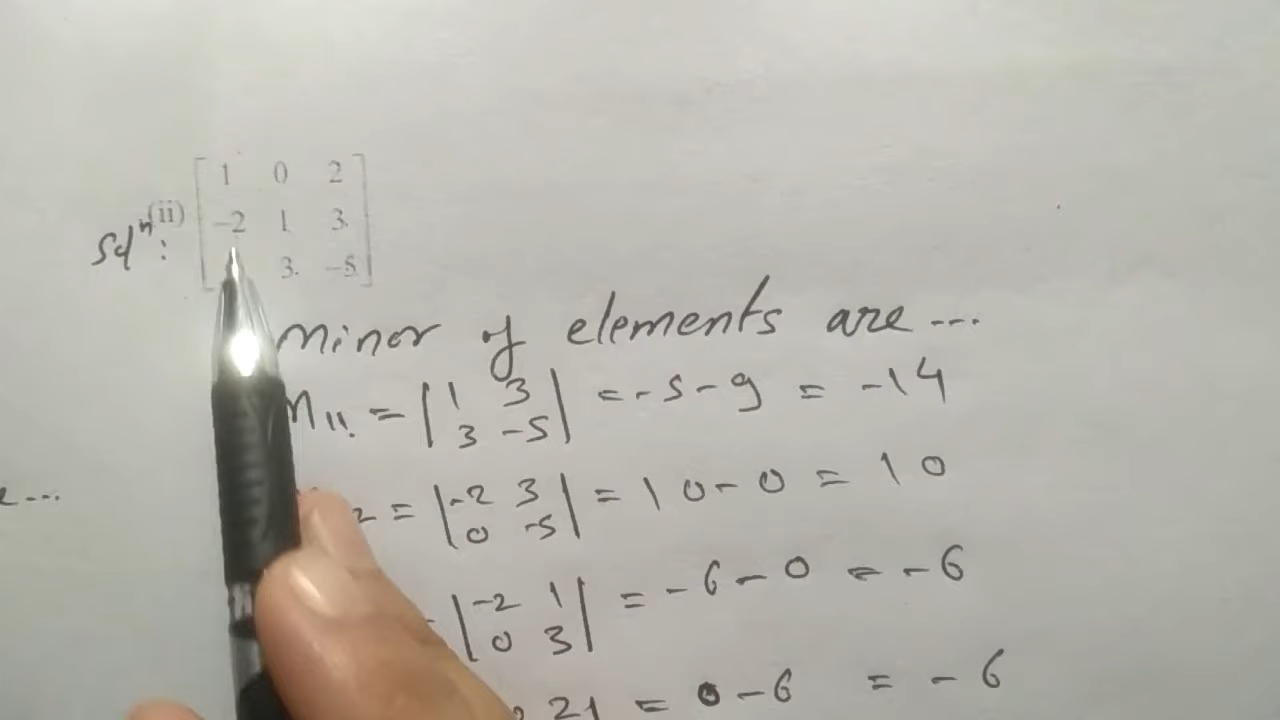 1 0 2
Solⁿ: (ii) -2 1 3
3 -5
Minor of elements are ...
M11 = | 1 3 | = -5-9 = -14
3 -5
2 = | -2 3 | = 10-0 = 10
0 -5
| -2 1 | = -6-0 = -6
0 3
21 = 0-6 = -6
...